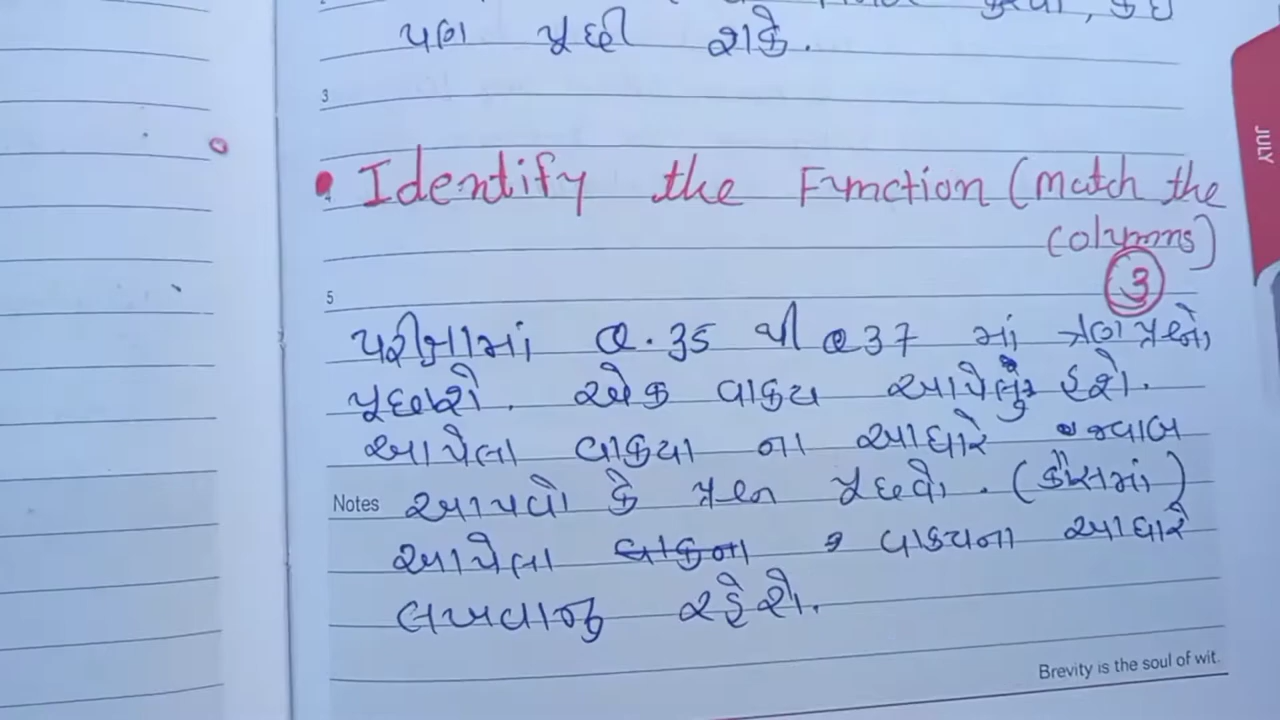 પણ પૂછી શકે.
3
JULY
• Identify the Function (Match the
Columns)
3
5
પરીક્ષામાં Q. 35 થી Q 37 માં ત્રણ પ્રશ્નો
પૂછાશે. એક વાક્ય આપેલું હશે.
આપેલા વાક્યો ના આધારે જવાબ
Notes આપવો કે પ્રશ્ન પૂછવો. (કૌંસમાં)
આપેલા વાક્યના આધારે
લખવાનું રહેશે.
Brevity is the soul of wit.